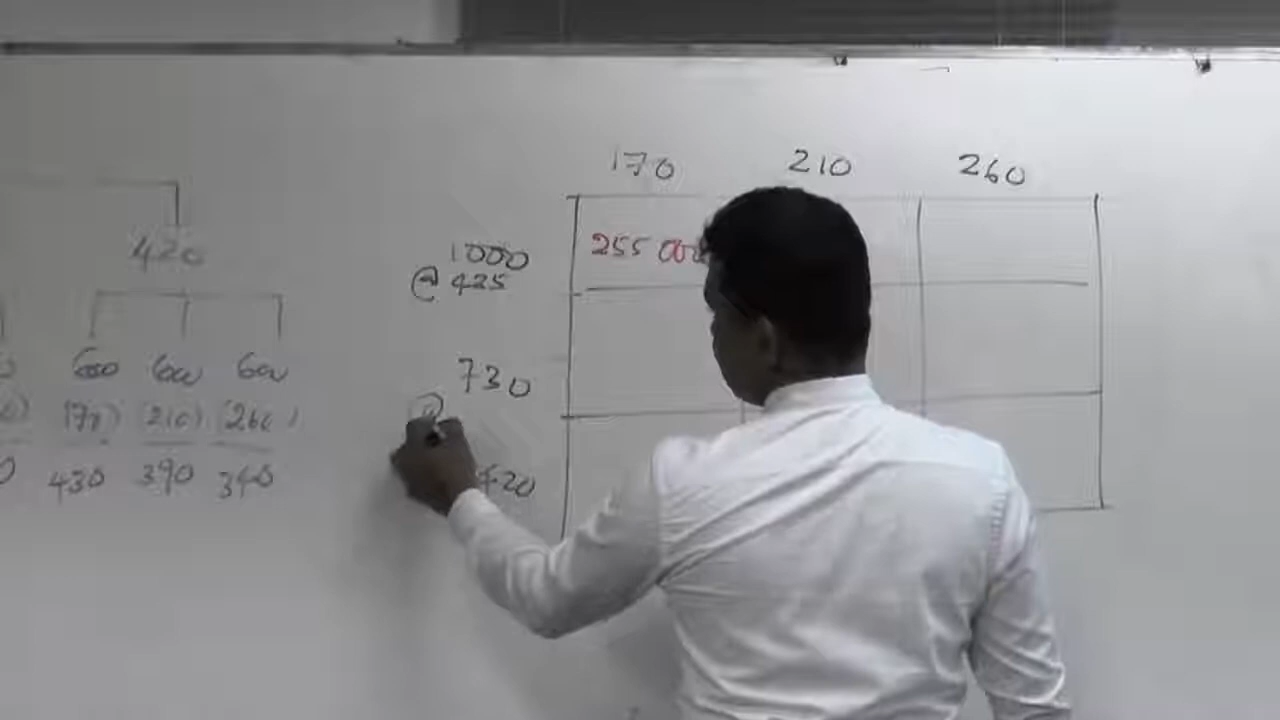 420
600 600 600
(170) (210) (260)
430 390 340
170 210 260
1000 255 000
@ 425
730
@
420